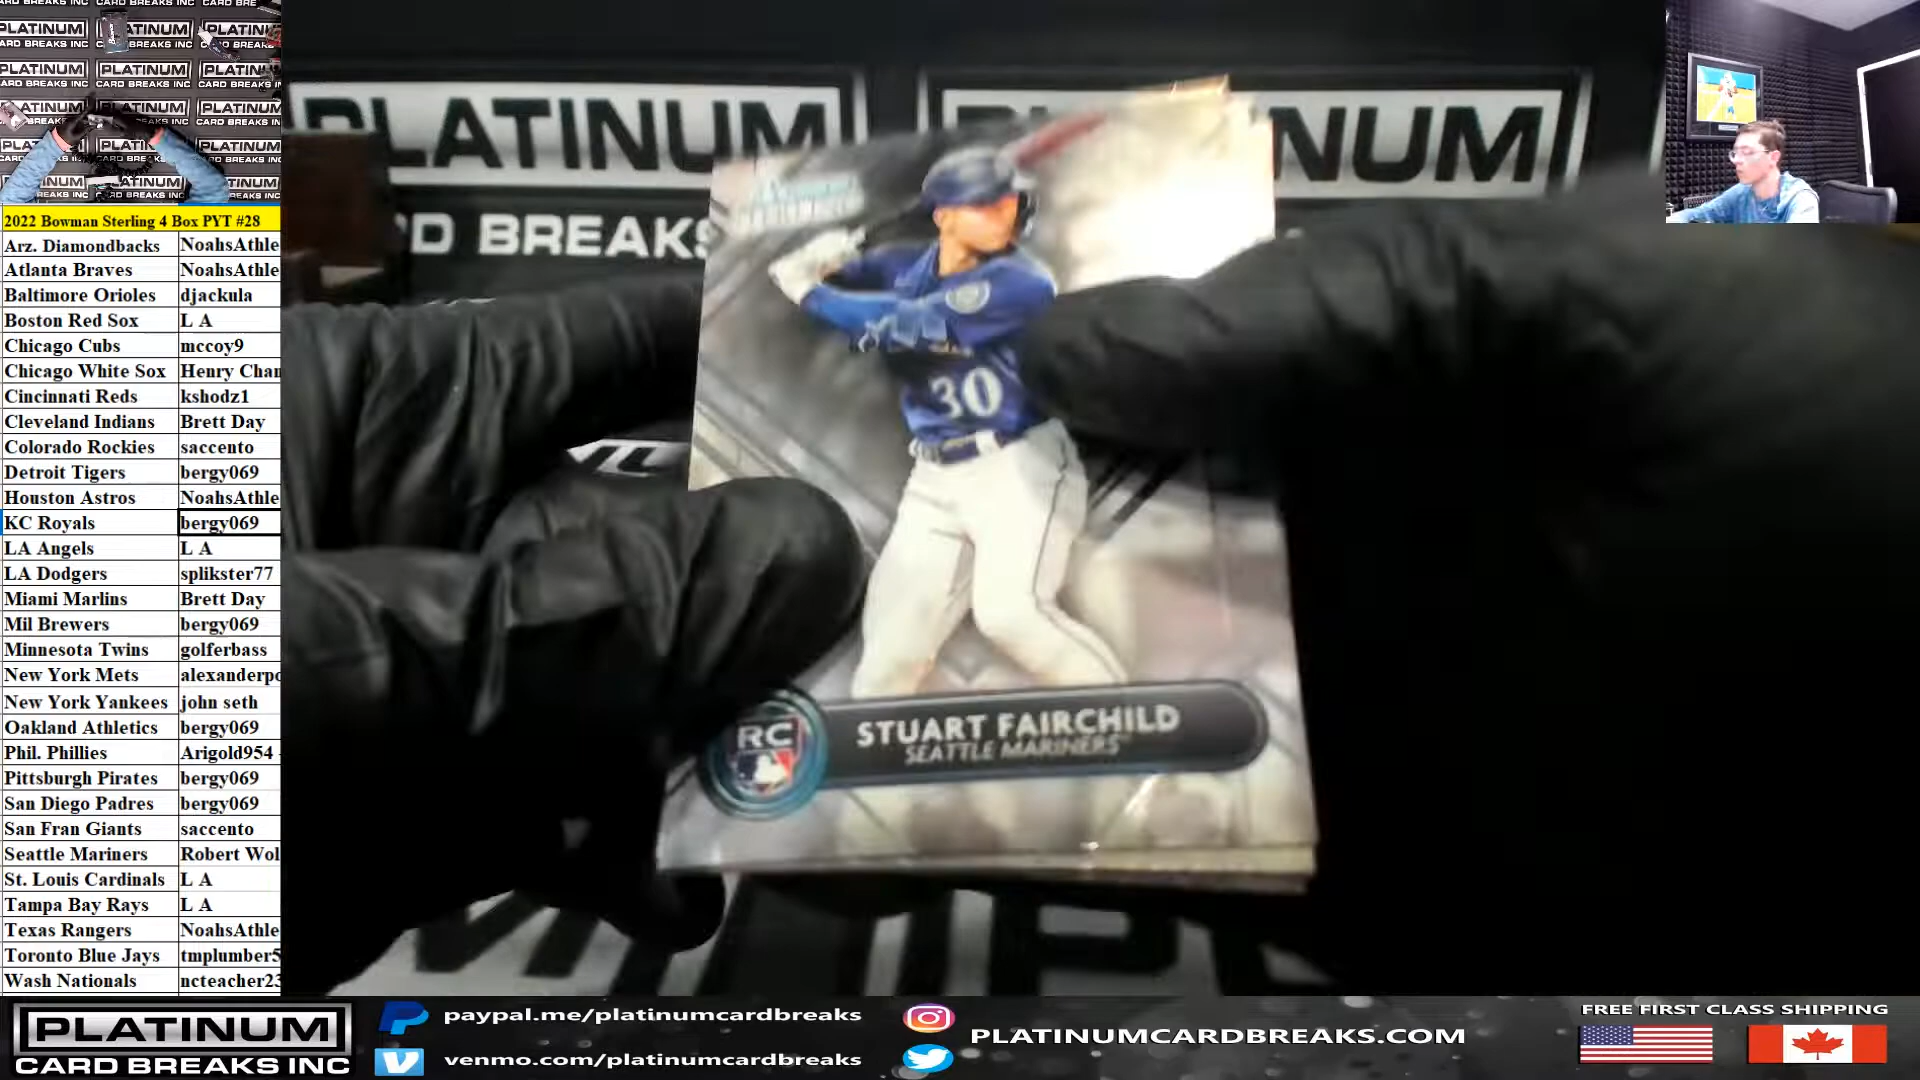 2022 Bowman Sterling 4 Box PYT #28
Arz. Diamondbacks NoahsAthle
Atlanta Braves NoahsAthle
Baltimore Orioles djackula
Boston Red Sox L A
Chicago Cubs mccoy9
Chicago White Sox Henry Chan
Cincinnati Reds kshodz1
Cleveland Indians Brett Day
Colorado Rockies saccento
Detroit Tigers bergy069
Houston Astros NoahsAthle
KC Royals bergy069
LA Angels L A
LA Dodgers splikster77
Miami Marlins Brett Day
Mil Brewers bergy069
Minnesota Twins golferbass
New York Mets alexanderpo
New York Yankees john seth
Oakland Athletics bergy069
Phil. Phillies Arigold954
Pittsburgh Pirates bergy069
San Diego Padres bergy069
San Fran Giants saccento
Seattle Mariners Robert Wol
St. Louis Cardinals L A
Tampa Bay Rays L A
Texas Rangers NoahsAthle
Toronto Blue Jays tmplumber5
Wash Nationals ncteacher23
PLATINUM
NUM
D BREAKS
30
RC
STUART FAIRCHILD
SEATTLE MARINERS
PLATINUM
CARD BREAKS INC
paypal.me/platinumcardbreaks
venmo.com/platinumcardbreaks
PLATINUMCARDBREAKS.COM
FREE FIRST CLASS SHIPPING